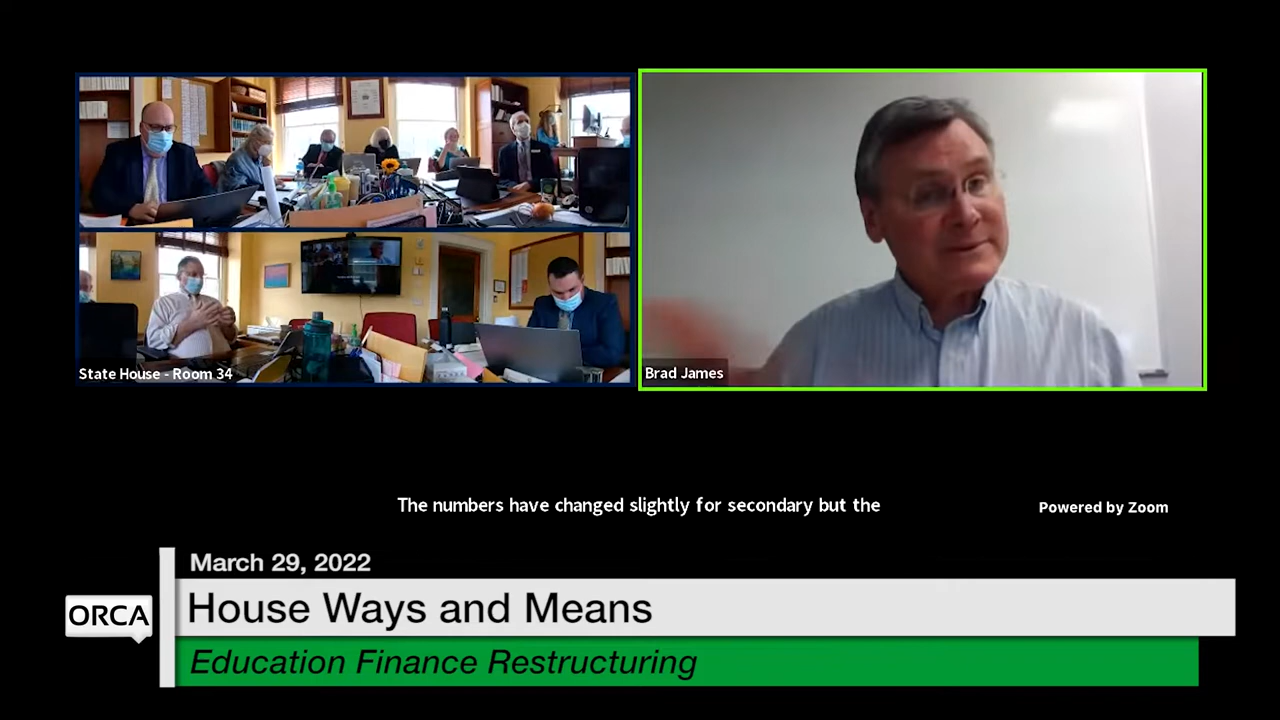 State House - Room 34
Brad James
The numbers have changed slightly for secondary but the
Powered by Zoom
March 29, 2022
ORCA
House Ways and Means
Education Finance Restructuring